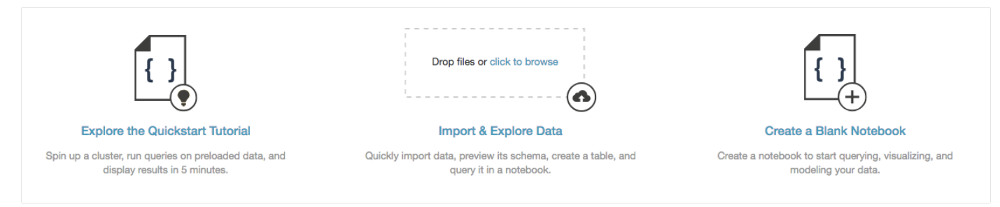 { }
Explore the Quickstart Tutorial
Spin up a cluster, run queries on preloaded data, and
display results in 5 minutes.
Drop files or click to browse
Import & Explore Data
Quickly import data, preview its schema, create a table, and
query it in a notebook.
{ }
Create a Blank Notebook
Create a notebook to start querying, visualizing, and
modeling your data.